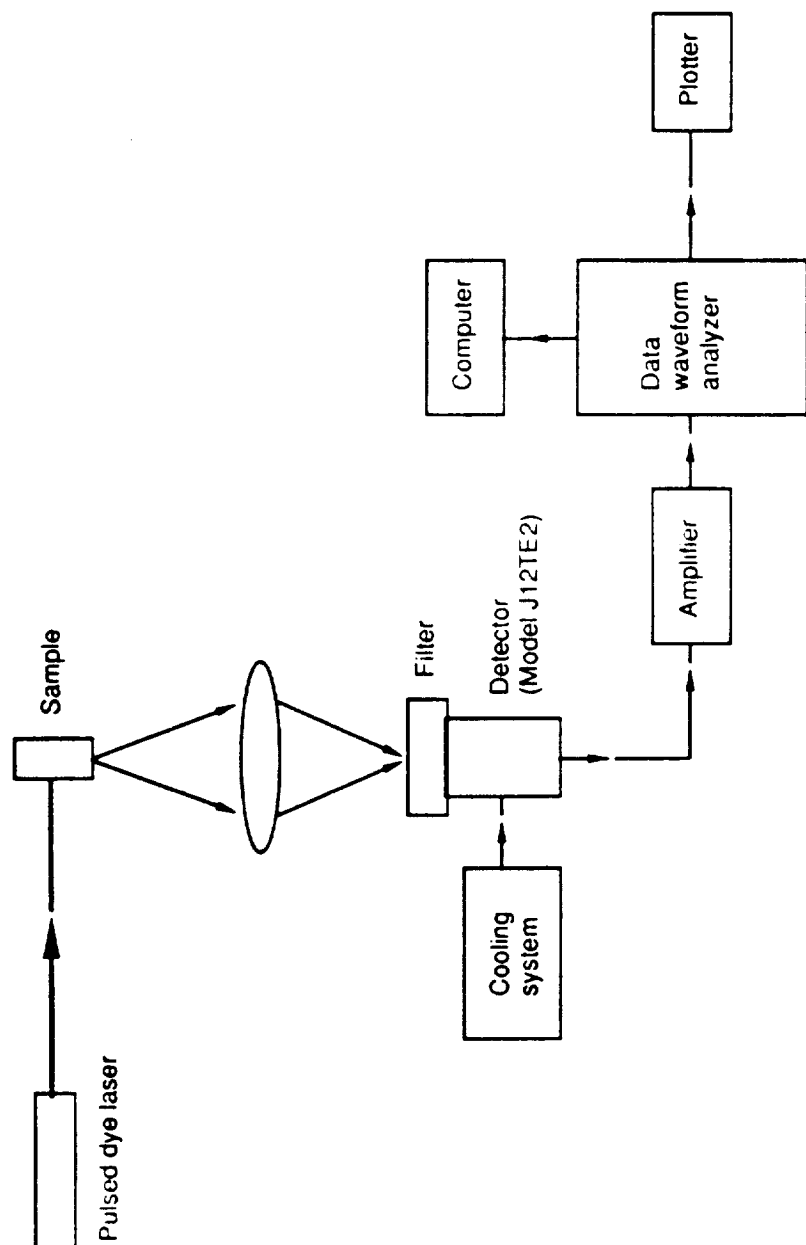 Pulsed dye laser
Sample
Filter
Detector
(Model J12TE2)
Cooling
system
Amplifier
Computer
Data
waveform
analyzer
Plotter